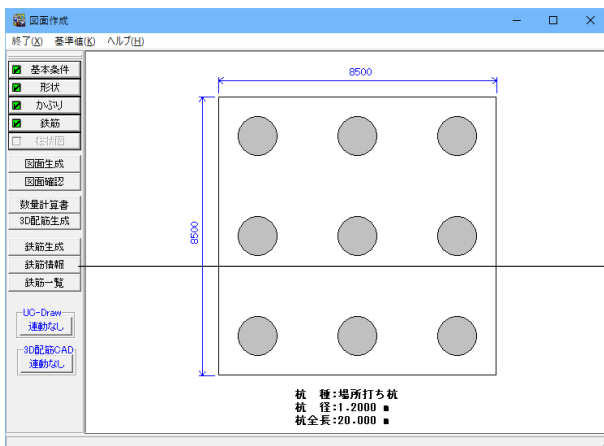 図面作成
終了(X) 基準値(K) ヘルプ(H)
基本条件
形状
かぶり
鉄筋
柱状図
図面生成
図面確認
数量計算書
3D配筋生成
鉄筋生成
鉄筋情報
鉄筋一覧
UC-Draw
連動なし
3D配筋CAD
連動なし
8500
8500
杭 種:場所打ち杭
杭 径:1.2000 m
杭全長:20.000 m